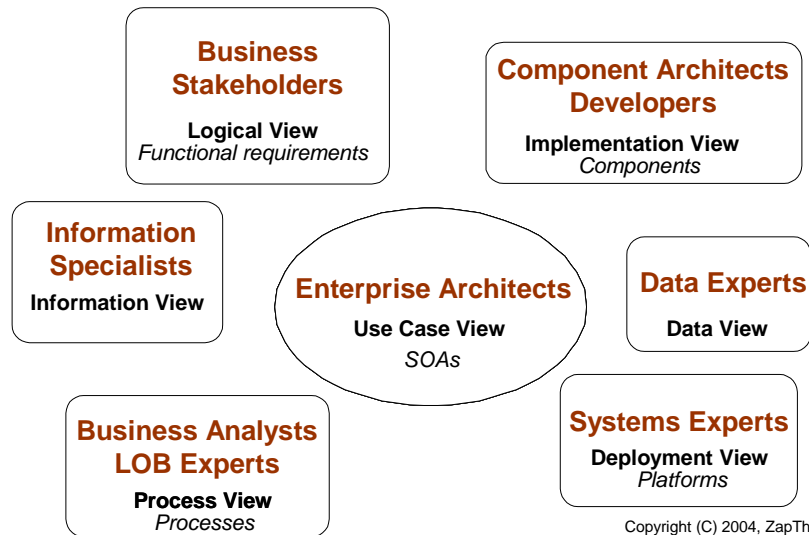 Business
Stakeholders
Logical View
Functional requirements
Component Architects
Developers
Implementation View
Components
Information
Specialists
Information View
Enterprise Architects
Use Case View
SOAs
Data Experts
Data View
Business Analysts
LOB Experts
Process View
Processes
Systems Experts
Deployment View
Platforms
Copyright (C) 2004, ZapTh